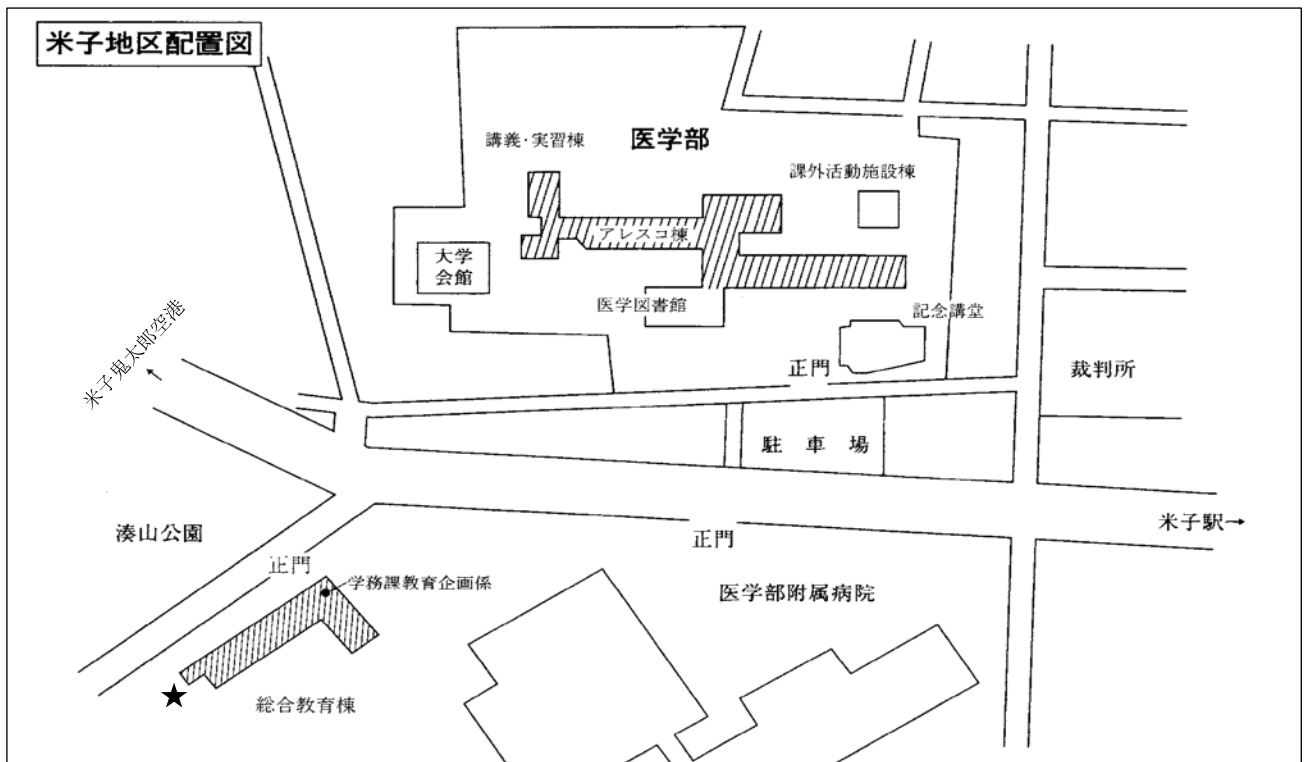 米子地区配置図
講義・実習棟
医学部
課外活動施設棟
アレスコ棟
大学
会館
医学図書館
記念講堂
米子鬼太郎空港
↑
正門
裁判所
駐車場
湊山公園
正門
正門
米子駅→
学務課教育企画係
医学部附属病院
★
総合教育棟